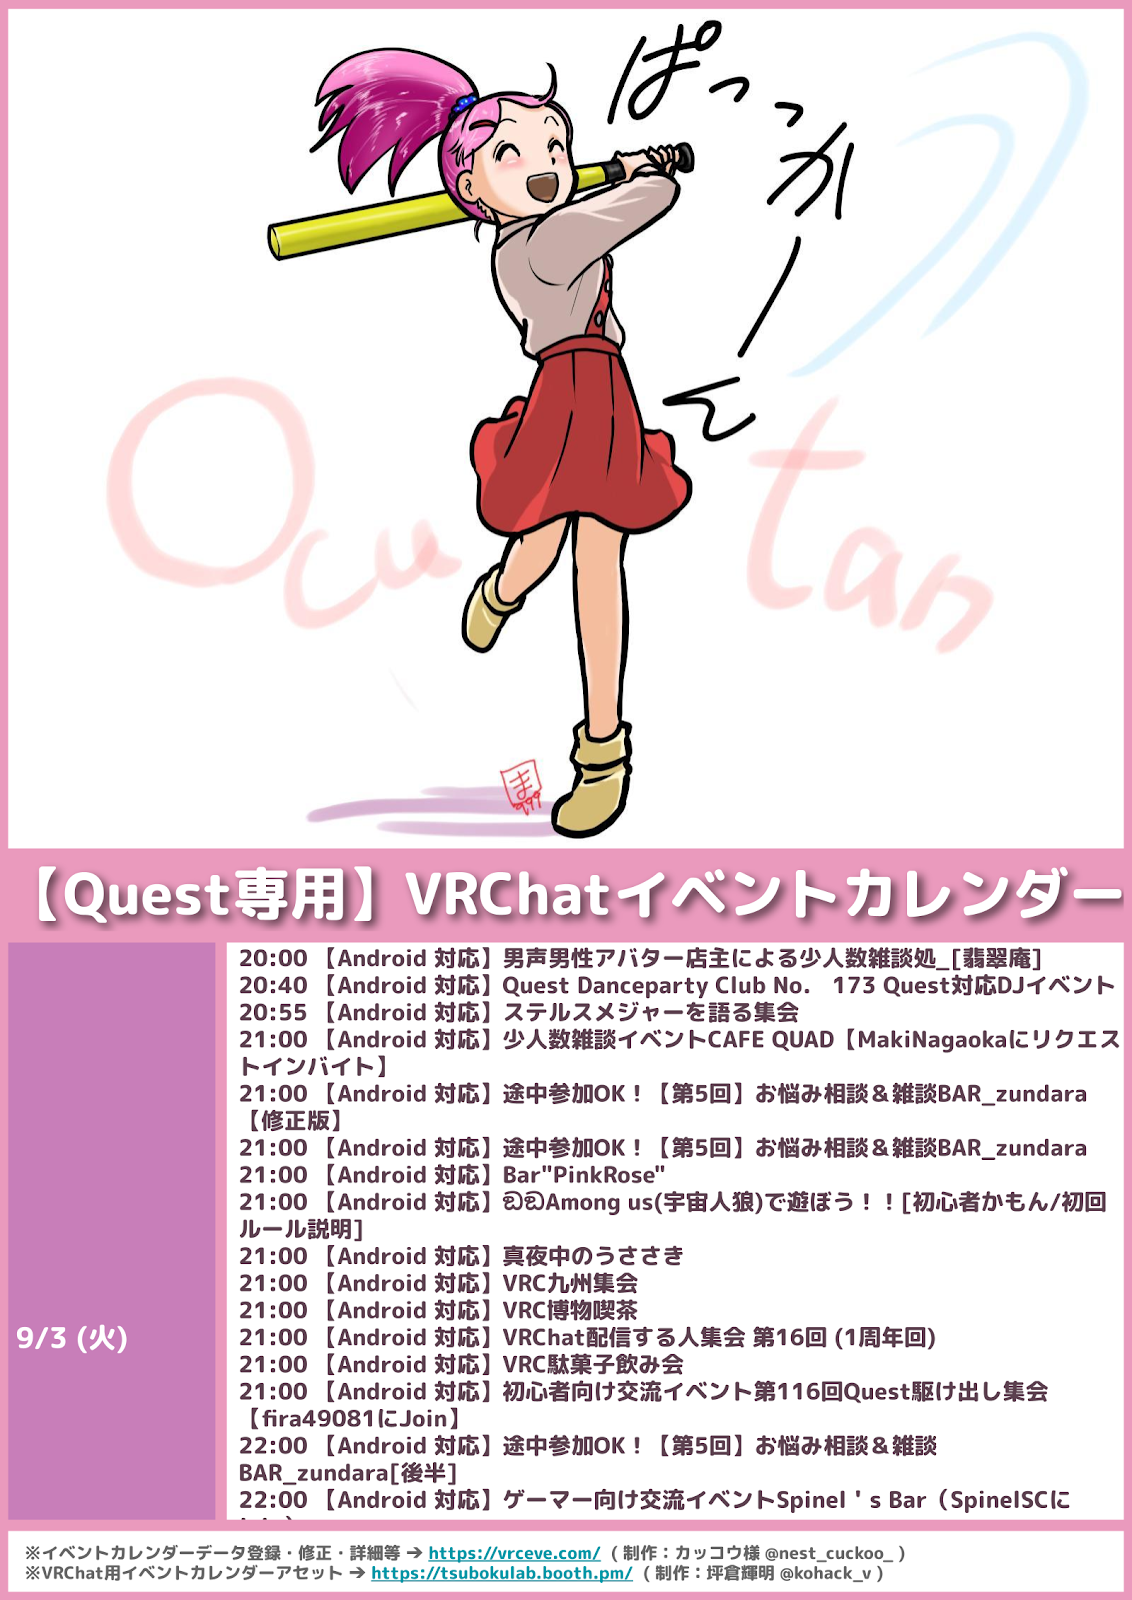 ぱっっかーん
Ocu tan
ま
999
【Quest専用】VRChatイベントカレンダー
9/3 (火)
20:00 【Android 対応】男声男性アバター店主による少人数雑談処_[翡翠庵]
20:40 【Android 対応】Quest Danceparty Club No. 173 Quest対応DJイベント
20:55 【Android 対応】ステルスメジャーを語る集会
21:00 【Android 対応】少人数雑談イベントCAFE QUAD【MakiNagaokaにリクエス
トインバイト】
21:00 【Android 対応】途中参加OK！【第5回】お悩み相談＆雑談BAR_zundara
【修正版】
21:00 【Android 対応】途中参加OK！【第5回】お悩み相談＆雑談BAR_zundara
21:00 【Android 対応】Bar"PinkRose"
21:00 【Android 対応】ඞඞAmong us(宇宙人狼)で遊ぼう！！[初心者かもん/初回
ルール説明]
21:00 【Android 対応】真夜中のうささき
21:00 【Android 対応】VRC九州集会
21:00 【Android 対応】VRC博物喫茶
21:00 【Android 対応】VRChat配信する人集会 第16回 (1周年回)
21:00 【Android 対応】VRC駄菓子飲み会
21:00 【Android 対応】初心者向け交流イベント第116回Quest駆け出し集会
【fira49081にJoin】
22:00 【Android 対応】途中参加OK！【第5回】お悩み相談＆雑談
BAR_zundara[後半]
22:00 【Android 対応】ゲーマー向け交流イベントSpinel＇s Bar（SpinelSCに
※イベントカレンダーデータ登録・修正・詳細等 ➔ https://vrceve.com/ ( 制作：カッコウ様 @nest_cuckoo_ )
※VRChat用イベントカレンダーアセット ➔ https://tsubokulab.booth.pm/ ( 制作：坪倉輝明 @kohack_v )